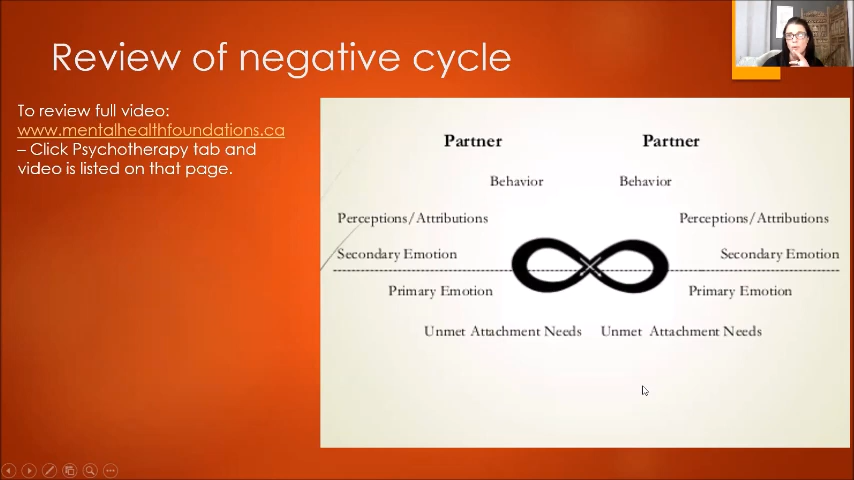 Review of negative cycle
To review full video:
www.mentalhealthfoundations.ca
– Click Psychotherapy tab and
video is listed on that page.
Partner Partner
Behavior Behavior
Perceptions/Attributions Perceptions/Attributions
Secondary Emotion Secondary Emotion
Primary Emotion Primary Emotion
Unmet Attachment Needs Unmet Attachment Needs